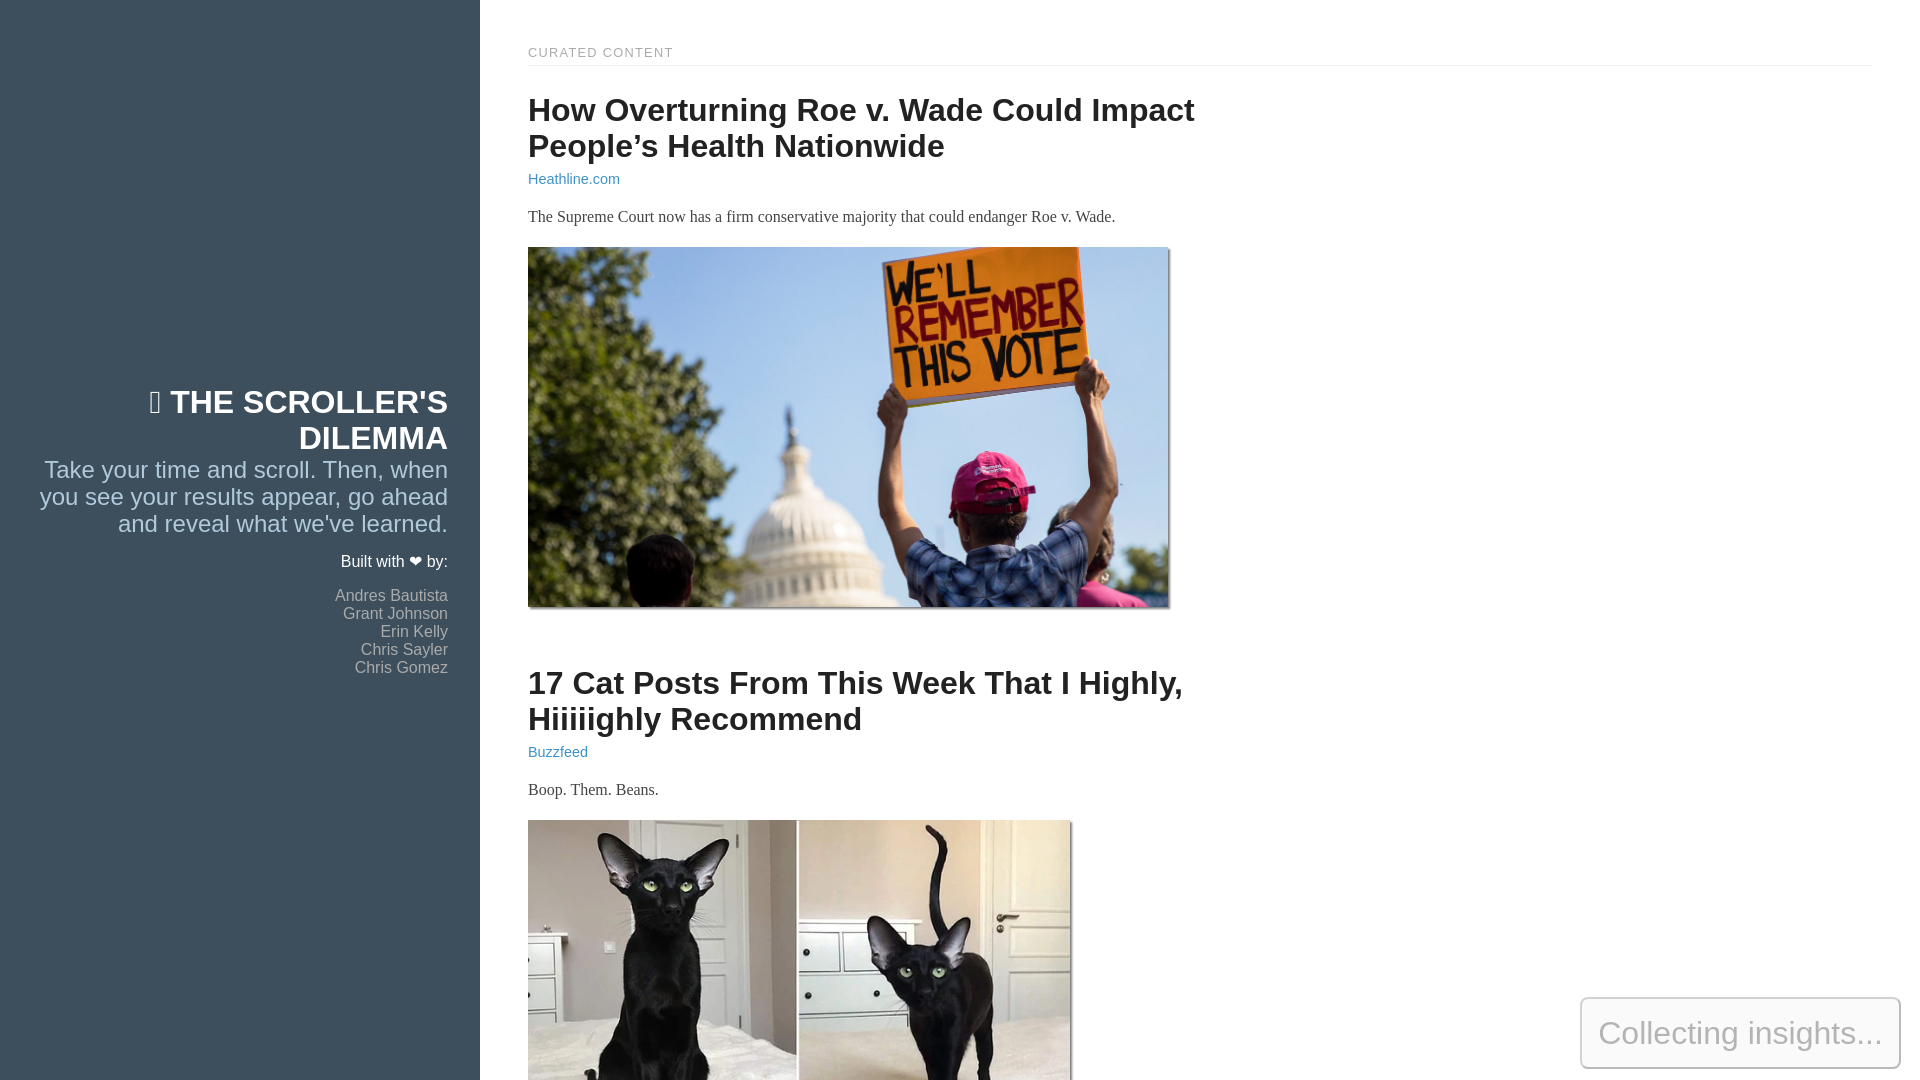 THE SCROLLER'S
DILEMMA
Take your time and scroll. Then, when
you see your results appear, go ahead
and reveal what we've learned.
Built with ❤ by:
Andres Bautista
Grant Johnson
Erin Kelly
Chris Sayler
Chris Gomez
CURATED CONTENT
How Overturning Roe v. Wade Could Impact
People’s Health Nationwide
Heathline.com
The Supreme Court now has a firm conservative majority that could endanger Roe v. Wade.
WE'LL
REMEMBER
THIS VOTE
17 Cat Posts From This Week That I Highly,
Hiiiiighly Recommend
Buzzfeed
Boop. Them. Beans.
Collecting insights...